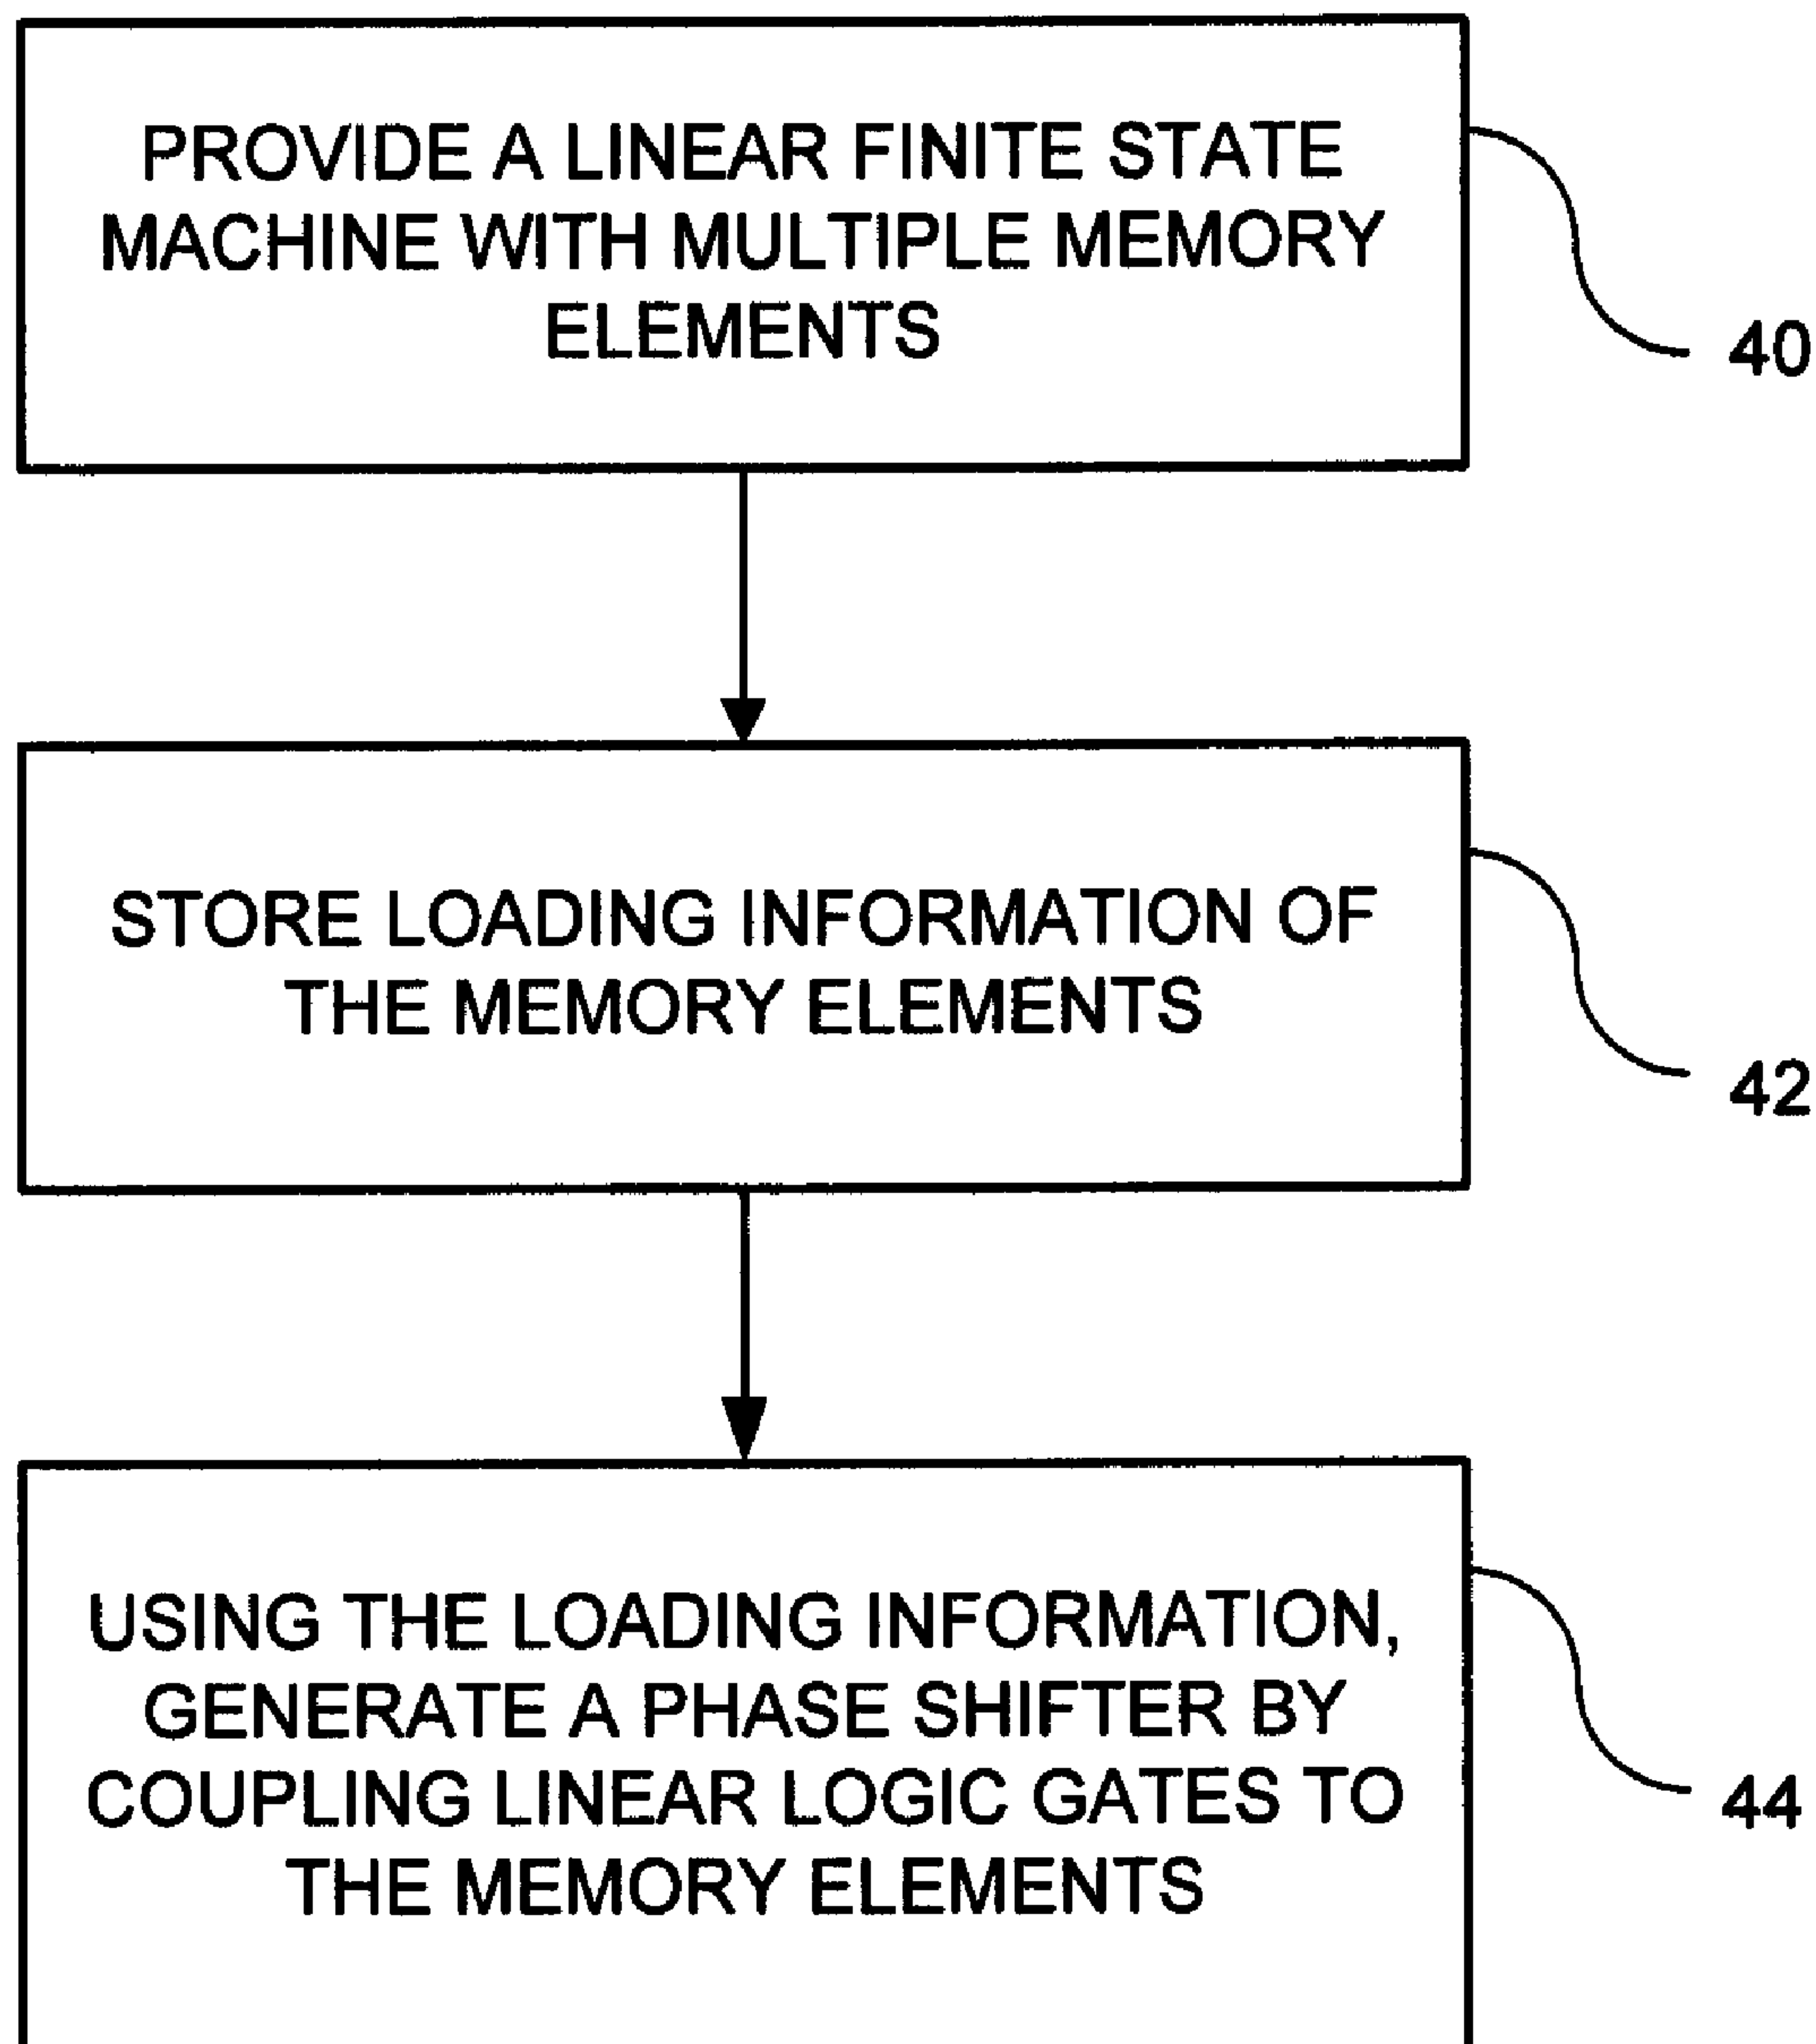 PROVIDE A LINEAR FINITE STATE
MACHINE WITH MULTIPLE MEMORY
ELEMENTS
40
STORE LOADING INFORMATION OF
THE MEMORY ELEMENTS
42
USING THE LOADING INFORMATION,
GENERATE A PHASE SHIFTER BY
COUPLING LINEAR LOGIC GATES TO
THE MEMORY ELEMENTS
44